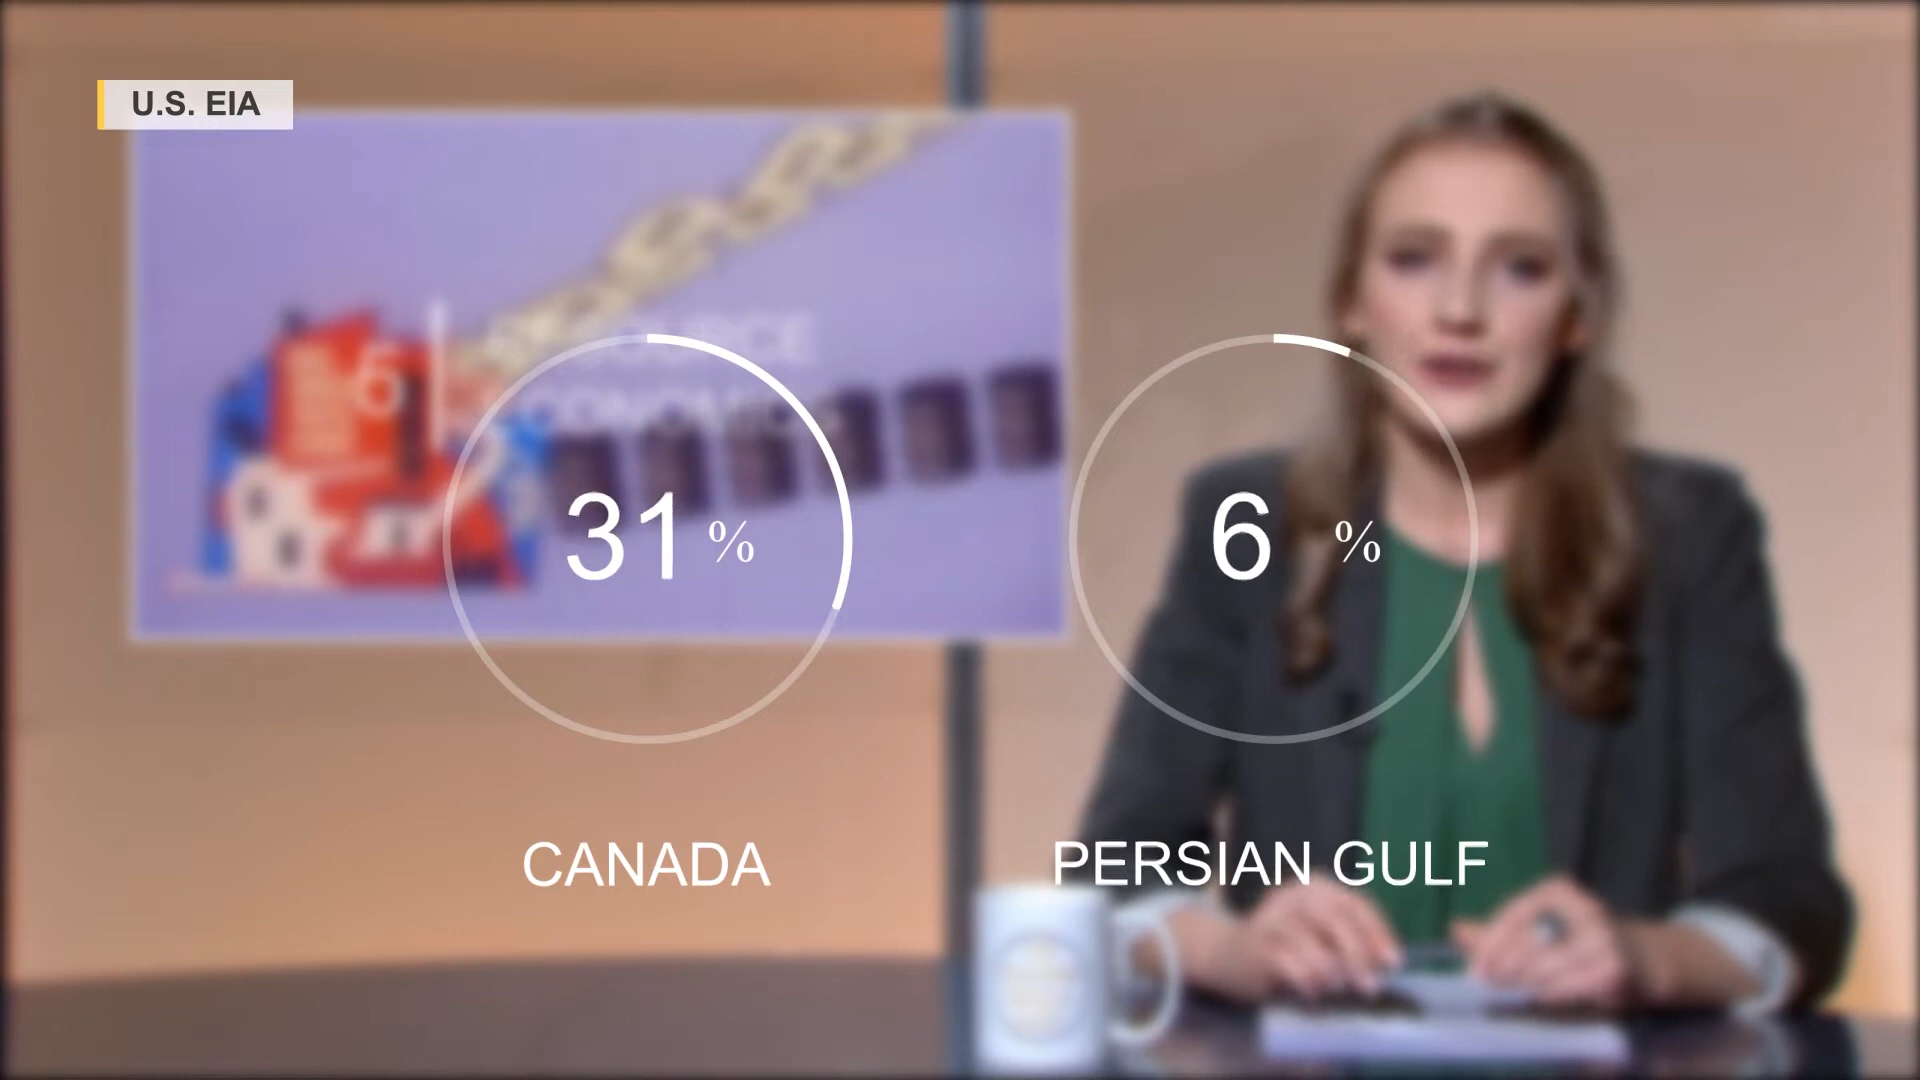 U.S. EIA
31 %
6 %
CANADA
PERSIAN GULF